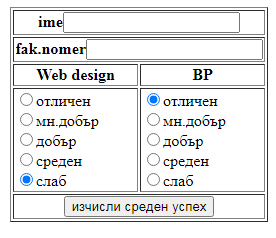 ime
fak.nomer
Web design BP
отличен отличен
мн.добър мн.добър
добър добър
среден среден
слаб слаб
изчисли среден успех